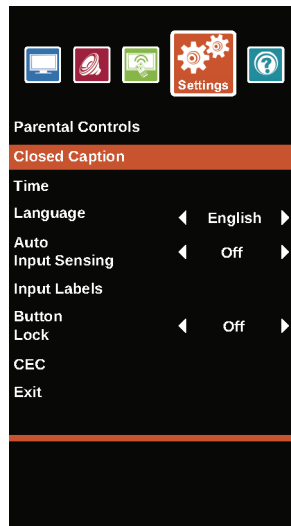 Settings
Parental Controls
Closed Caption
Time
Language English
Auto
Input Sensing Off
Input Labels
Button
Lock Off
CEC
Exit